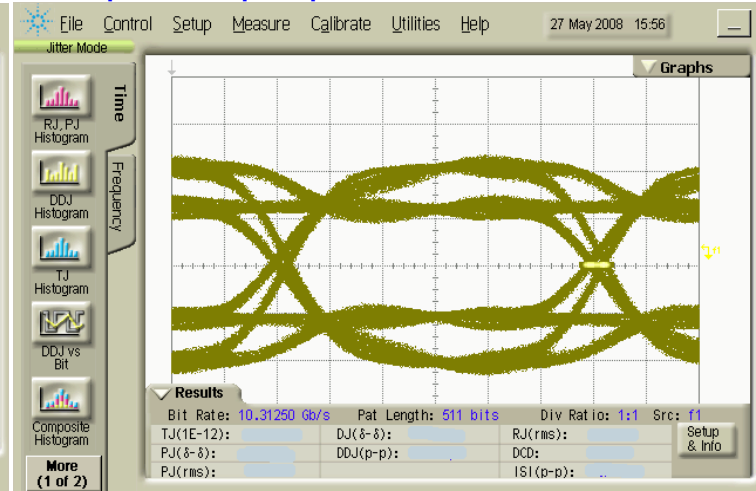 File Control Setup Measure Calibrate Utilities Help 27 May 2008 15:56
Jitter Mode
Graphs
Time
Frequency
RJ, PJ
Histogram
DDJ
Histogram
TJ
Histogram
DDJ vs
Bit
Composite
Histogram
More
(1 of 2)
Results
Bit Rate: 10.31250 Gb/s Pat Length: 511 bits Div Ratio: 1:1 Src: f1
TJ(1E-12): DJ(δ-δ): RJ(rms):
PJ(δ-δ): DDJ(p-p): DCD:
PJ(rms): ISI(p-p):
Setup
& Info